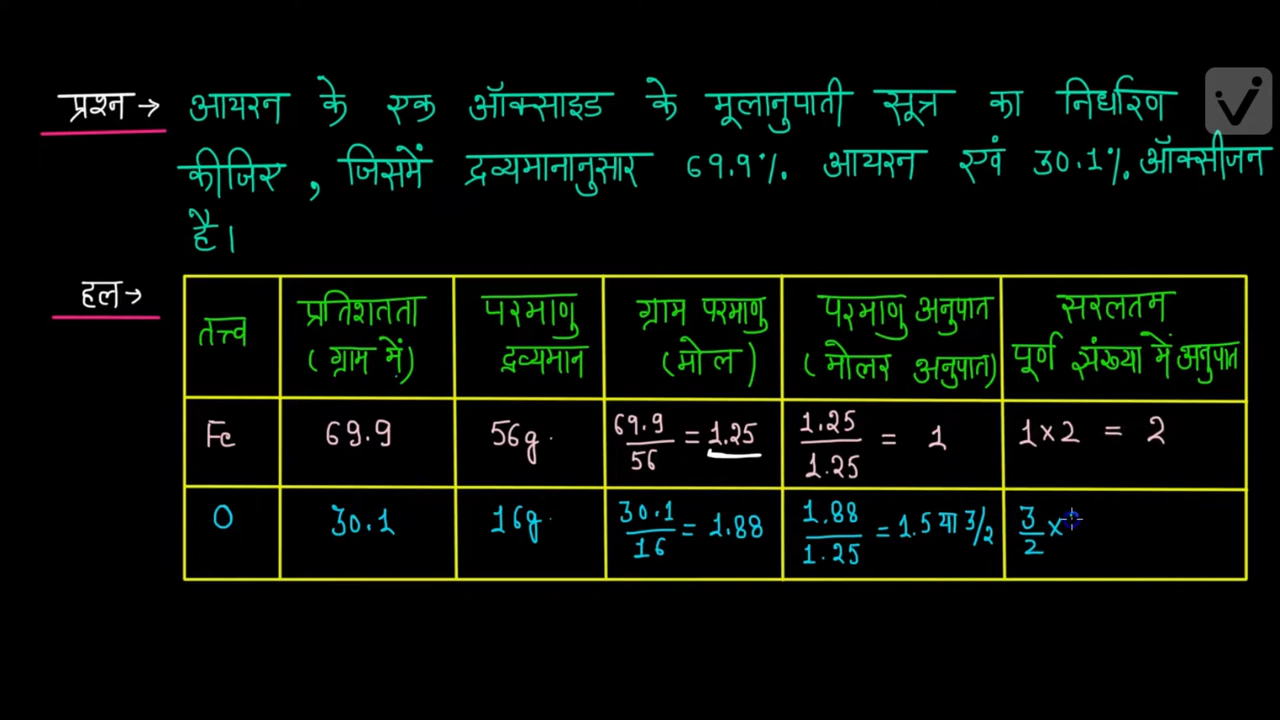 प्रश्न → आयरन के एक ऑक्साइड के मूलानुपाती सूत्र का निर्धारण
कीजिए, जिसमें द्रव्यमानानुसार 69.9% आयरन एवं 30.1% ऑक्सीजन
है।
हल →
तत्त्व
प्रतिशतता
(ग्राम में)
परमाणु
द्रव्यमान
ग्राम परमाणु
(मोल)
परमाणु अनुपात
(मोलर अनुपात)
सरलतम
पूर्ण संख्या में अनुपात
Fe
69.9
56g.
69.9/56 = 1.25
1.25/1.25 = 1
1×2 = 2
O
30.1
16g.
30.1/16 = 1.88
1.88/1.25 = 1.5 या 3/2
3/2 ×